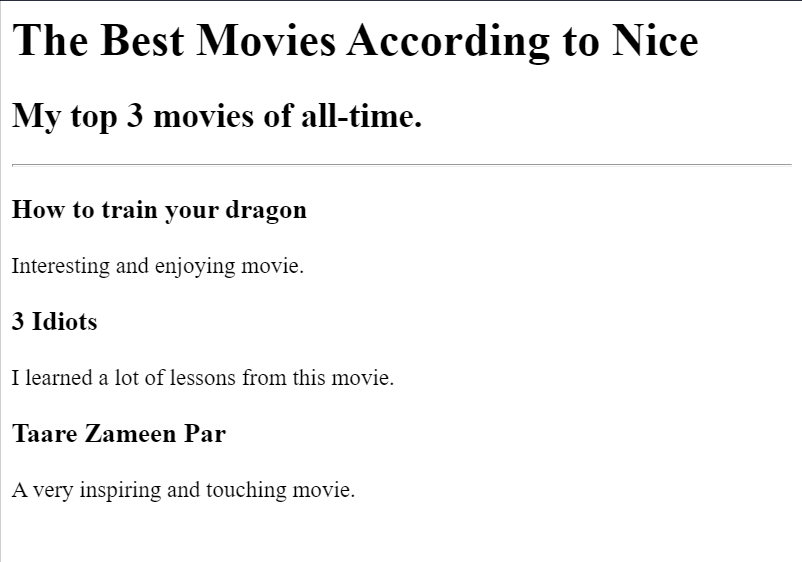 The Best Movies According to Nice
My top 3 movies of all-time.
How to train your dragon
Interesting and enjoying movie.
3 Idiots
I learned a lot of lessons from this movie.
Taare Zameen Par
A very inspiring and touching movie.